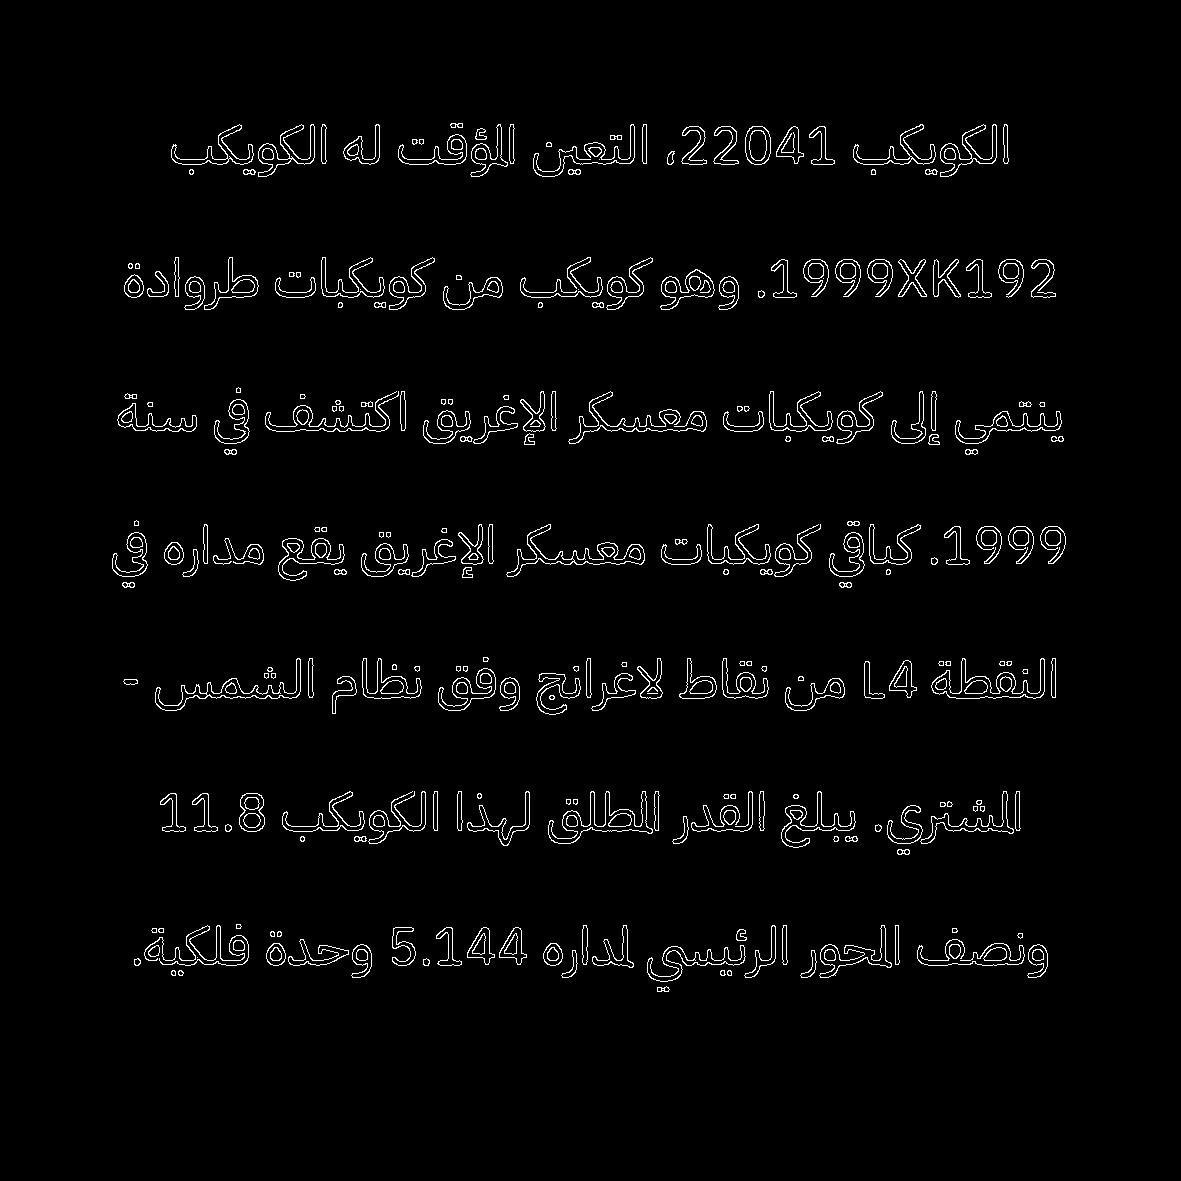 الكويكب 22041، التعين المؤقت له الكويكب
1999XK192. وهو كويكب من كويكبات طروادة
ينتمي إلى كويكبات معسكر الإغريق اكتشف في سنة
1999. كباقي كويكبات معسكر الإغريق يقع مداره في
النقطة L4 من نقاط لاغرانج وفق نظام الشمس -
المشتري. يبلغ القدر المطلق لهذا الكويكب 11.8
ونصف المحور الرئيسي لمداره 5.144 وحدة فلكية.